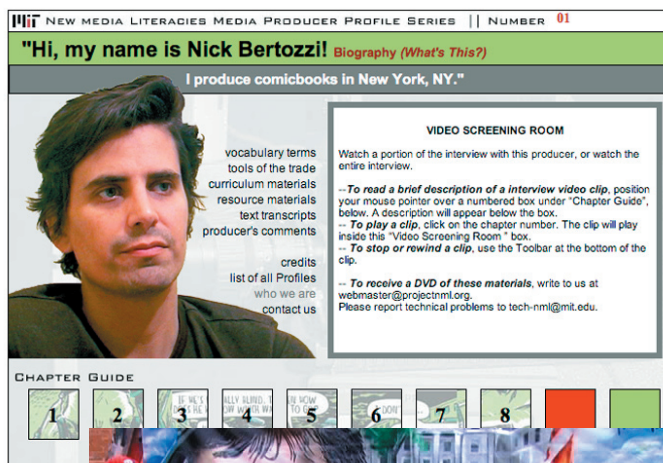 MIT NEW MEDIA LITERACIES MEDIA PRODUCER PROFILE SERIES || NUMBER 01
"Hi, my name is Nick Bertozzi! Biography (What's This?)
I produce comicbooks in New York, NY."
vocabulary terms
tools of the trade
curriculum materials
resource materials
text transcripts
producer's comments
credits
list of all Profiles
who we are
contact us
VIDEO SCREENING ROOM
Watch a portion of the interview with this producer, or watch the
entire interview.
-- To read a brief description of a interview video clip, position
your mouse pointer over a numbered box under "Chapter Guide",
below. A description will appear below the box.
-- To play a clip, click on the chapter number. The clip will play
inside this "Video Screening Room " box.
-- To stop or rewind a clip, use the Toolbar at the bottom of the
clip.
-- To receive a DVD of these materials, write to us at
webmaster@projectnml.org.
Please report technical problems to tech-nml@mit.edu.
CHAPTER GUIDE
1 2 3 4 5 6 7 8